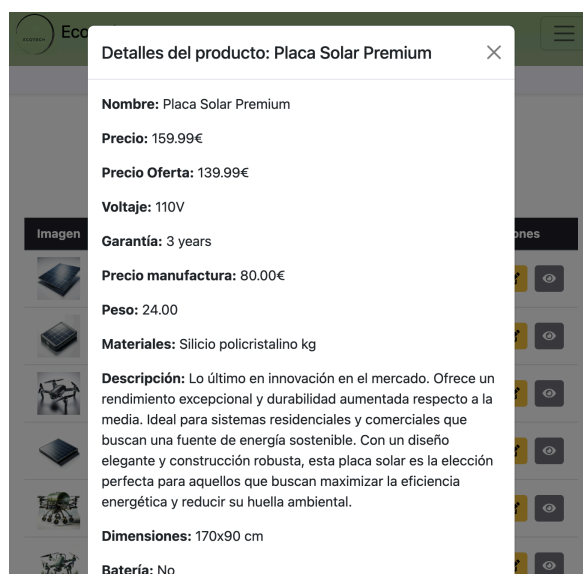 ECOTECH
Eco
Detalles del producto: Placa Solar Premium
Nombre: Placa Solar Premium
Precio: 159.99€
Precio Oferta: 139.99€
Voltaje: 110V
Imagen
ones
Garantía: 3 years
Precio manufactura: 80.00€
Peso: 24.00
Materiales: Silicio policristalino kg
Descripción: Lo último en innovación en el mercado. Ofrece un
rendimiento excepcional y durabilidad aumentada respecto a la
media. Ideal para sistemas residenciales y comerciales que
buscan una fuente de energía sostenible. Con un diseño
elegante y construcción robusta, esta placa solar es la elección
perfecta para aquellos que buscan maximizar la eficiencia
energética y reducir su huella ambiental.
Dimensiones: 170x90 cm
Batería: No